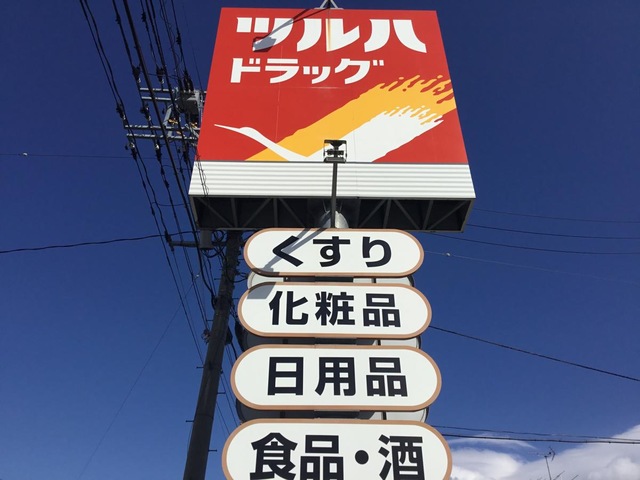 ツルハ
ドラッグ
くすり
化粧品
日用品
食品・酒